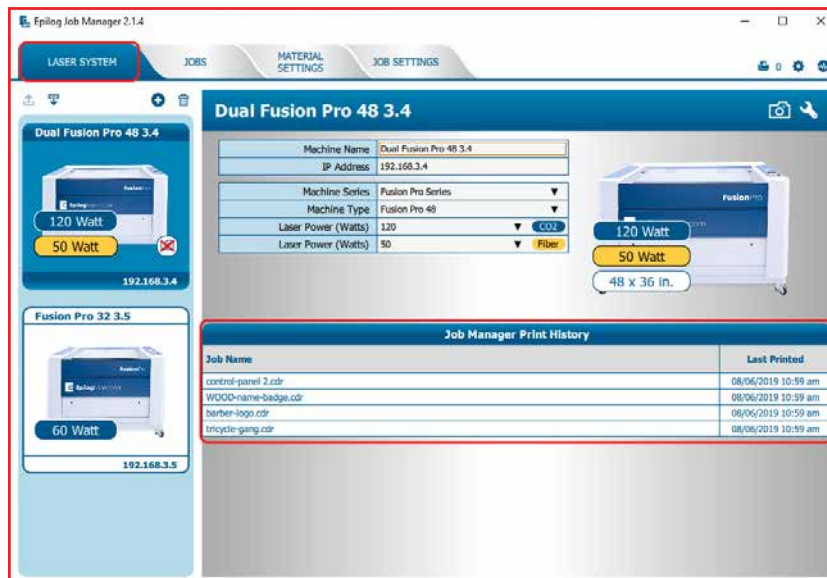 Epilog Job Manager 2.1.4
LASER SYSTEM
JOBS
MATERIAL
SETTINGS
JOB SETTINGS
0
Dual Fusion Pro 48 3.4
120 Watt
50 Watt
192.168.3.4
Fusion Pro 32 3.5
60 Watt
192.168.3.5
Dual Fusion Pro 48 3.4
Machine Name Dual Fusion Pro 48 3.4
IP Address 192.168.3.4
Machine Series Fusion Pro Series
Machine Type Fusion Pro 48
Laser Power (Watts) 120 CO2
Laser Power (Watts) 50 Fiber
FusionPRO
120 Watt
50 Watt
48 x 36 in.
Job Manager Print History
Job Name Last Printed
control-panel 2.cdr 08/06/2019 10:59 am
WOOD-name-badge.cdr 08/06/2019 10:59 am
barber-logo.cdr 08/06/2019 10:59 am
tricycle-gang.cdr 08/06/2019 10:59 am